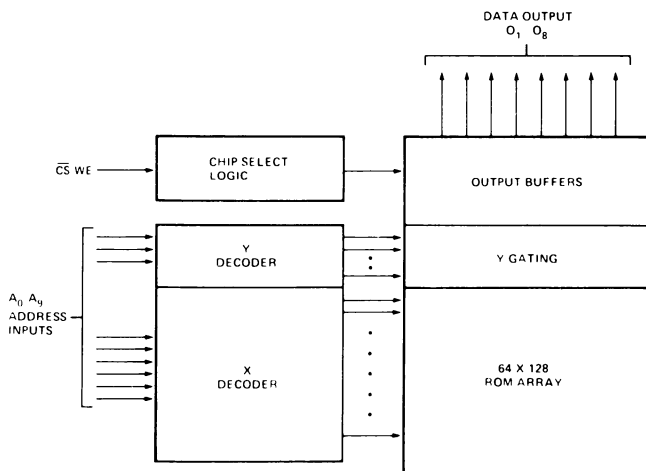 DATA OUTPUT
O₁ O₈
C̅S̅ WE
CHIP SELECT
LOGIC
OUTPUT BUFFERS
Y
DECODER
Y GATING
A₀ A₉
ADDRESS
INPUTS
X
DECODER
64 X 128
ROM ARRAY